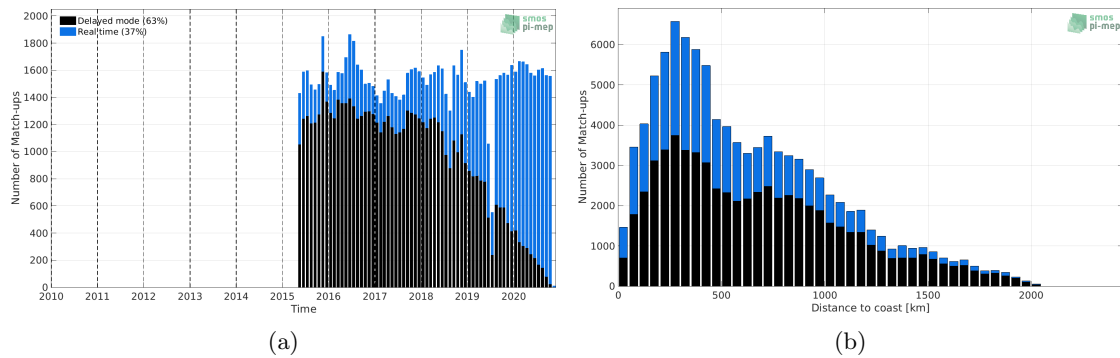 Delayed mode (63%)
Real time (37%)
smos
pi-mep
Number of Match-ups
2000
1800
1600
1400
1200
1000
800
600
400
200
0
2010 2011 2012 2013 2014 2015 2016 2017 2018 2019 2020
Time
(a)
smos
pi-mep
Number of Match-ups
6000
5000
4000
3000
2000
1000
0
0 500 1000 1500 2000
Distance to coast [km]
(b)